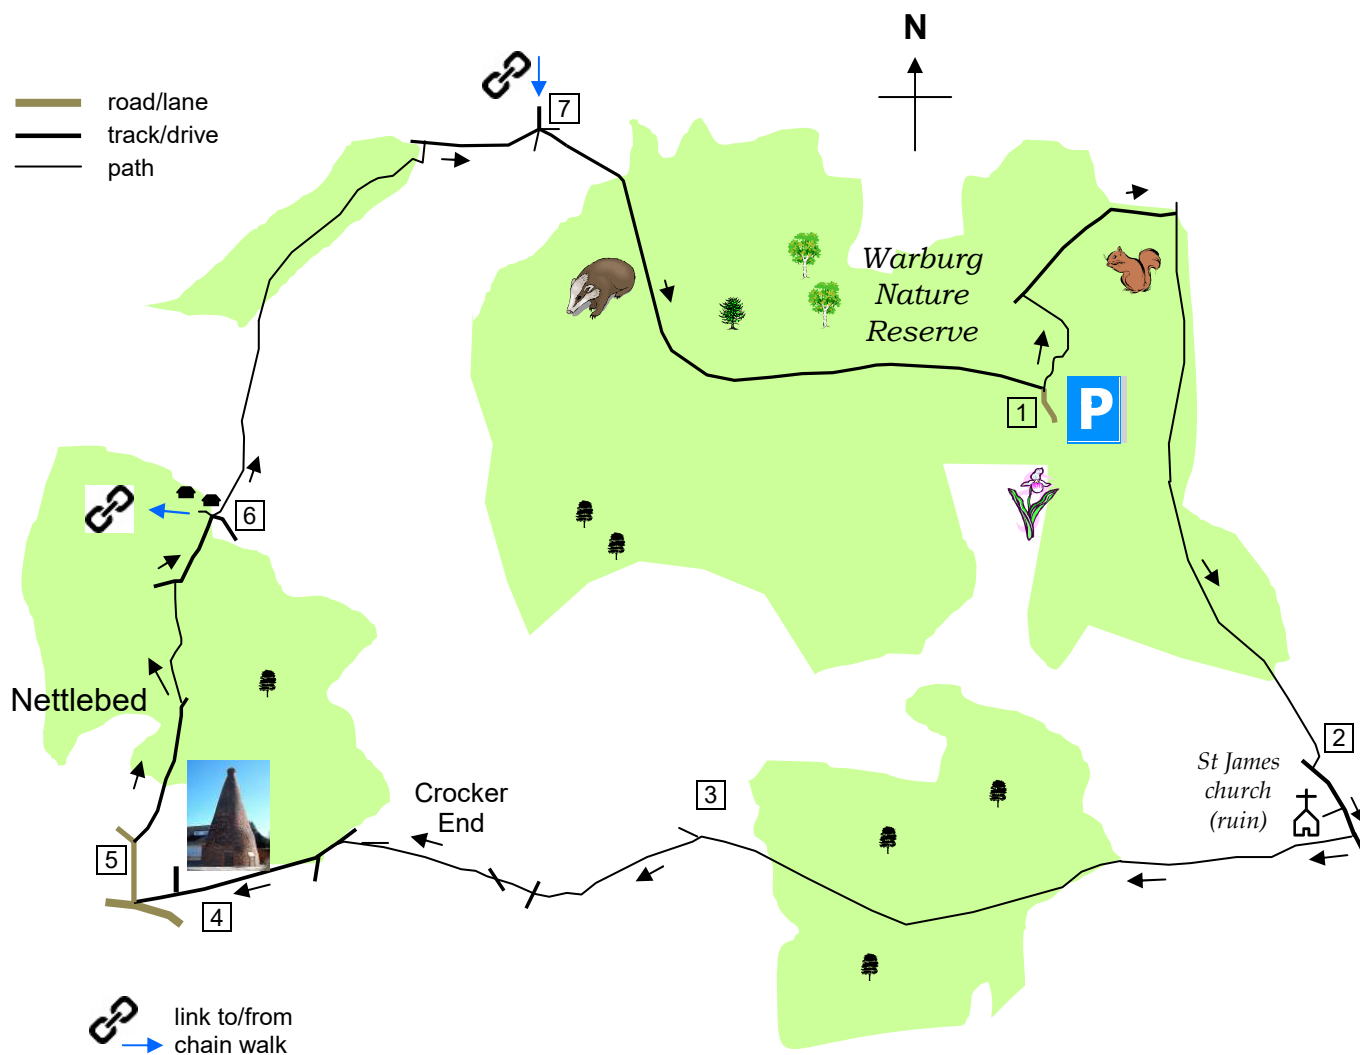 N
7
road/lane
track/drive
path
Warburg
Nature
Reserve
P
1
6
Nettlebed
2
St James
church
(ruin)
3
Crocker
End
5
4
link to/from
chain walk